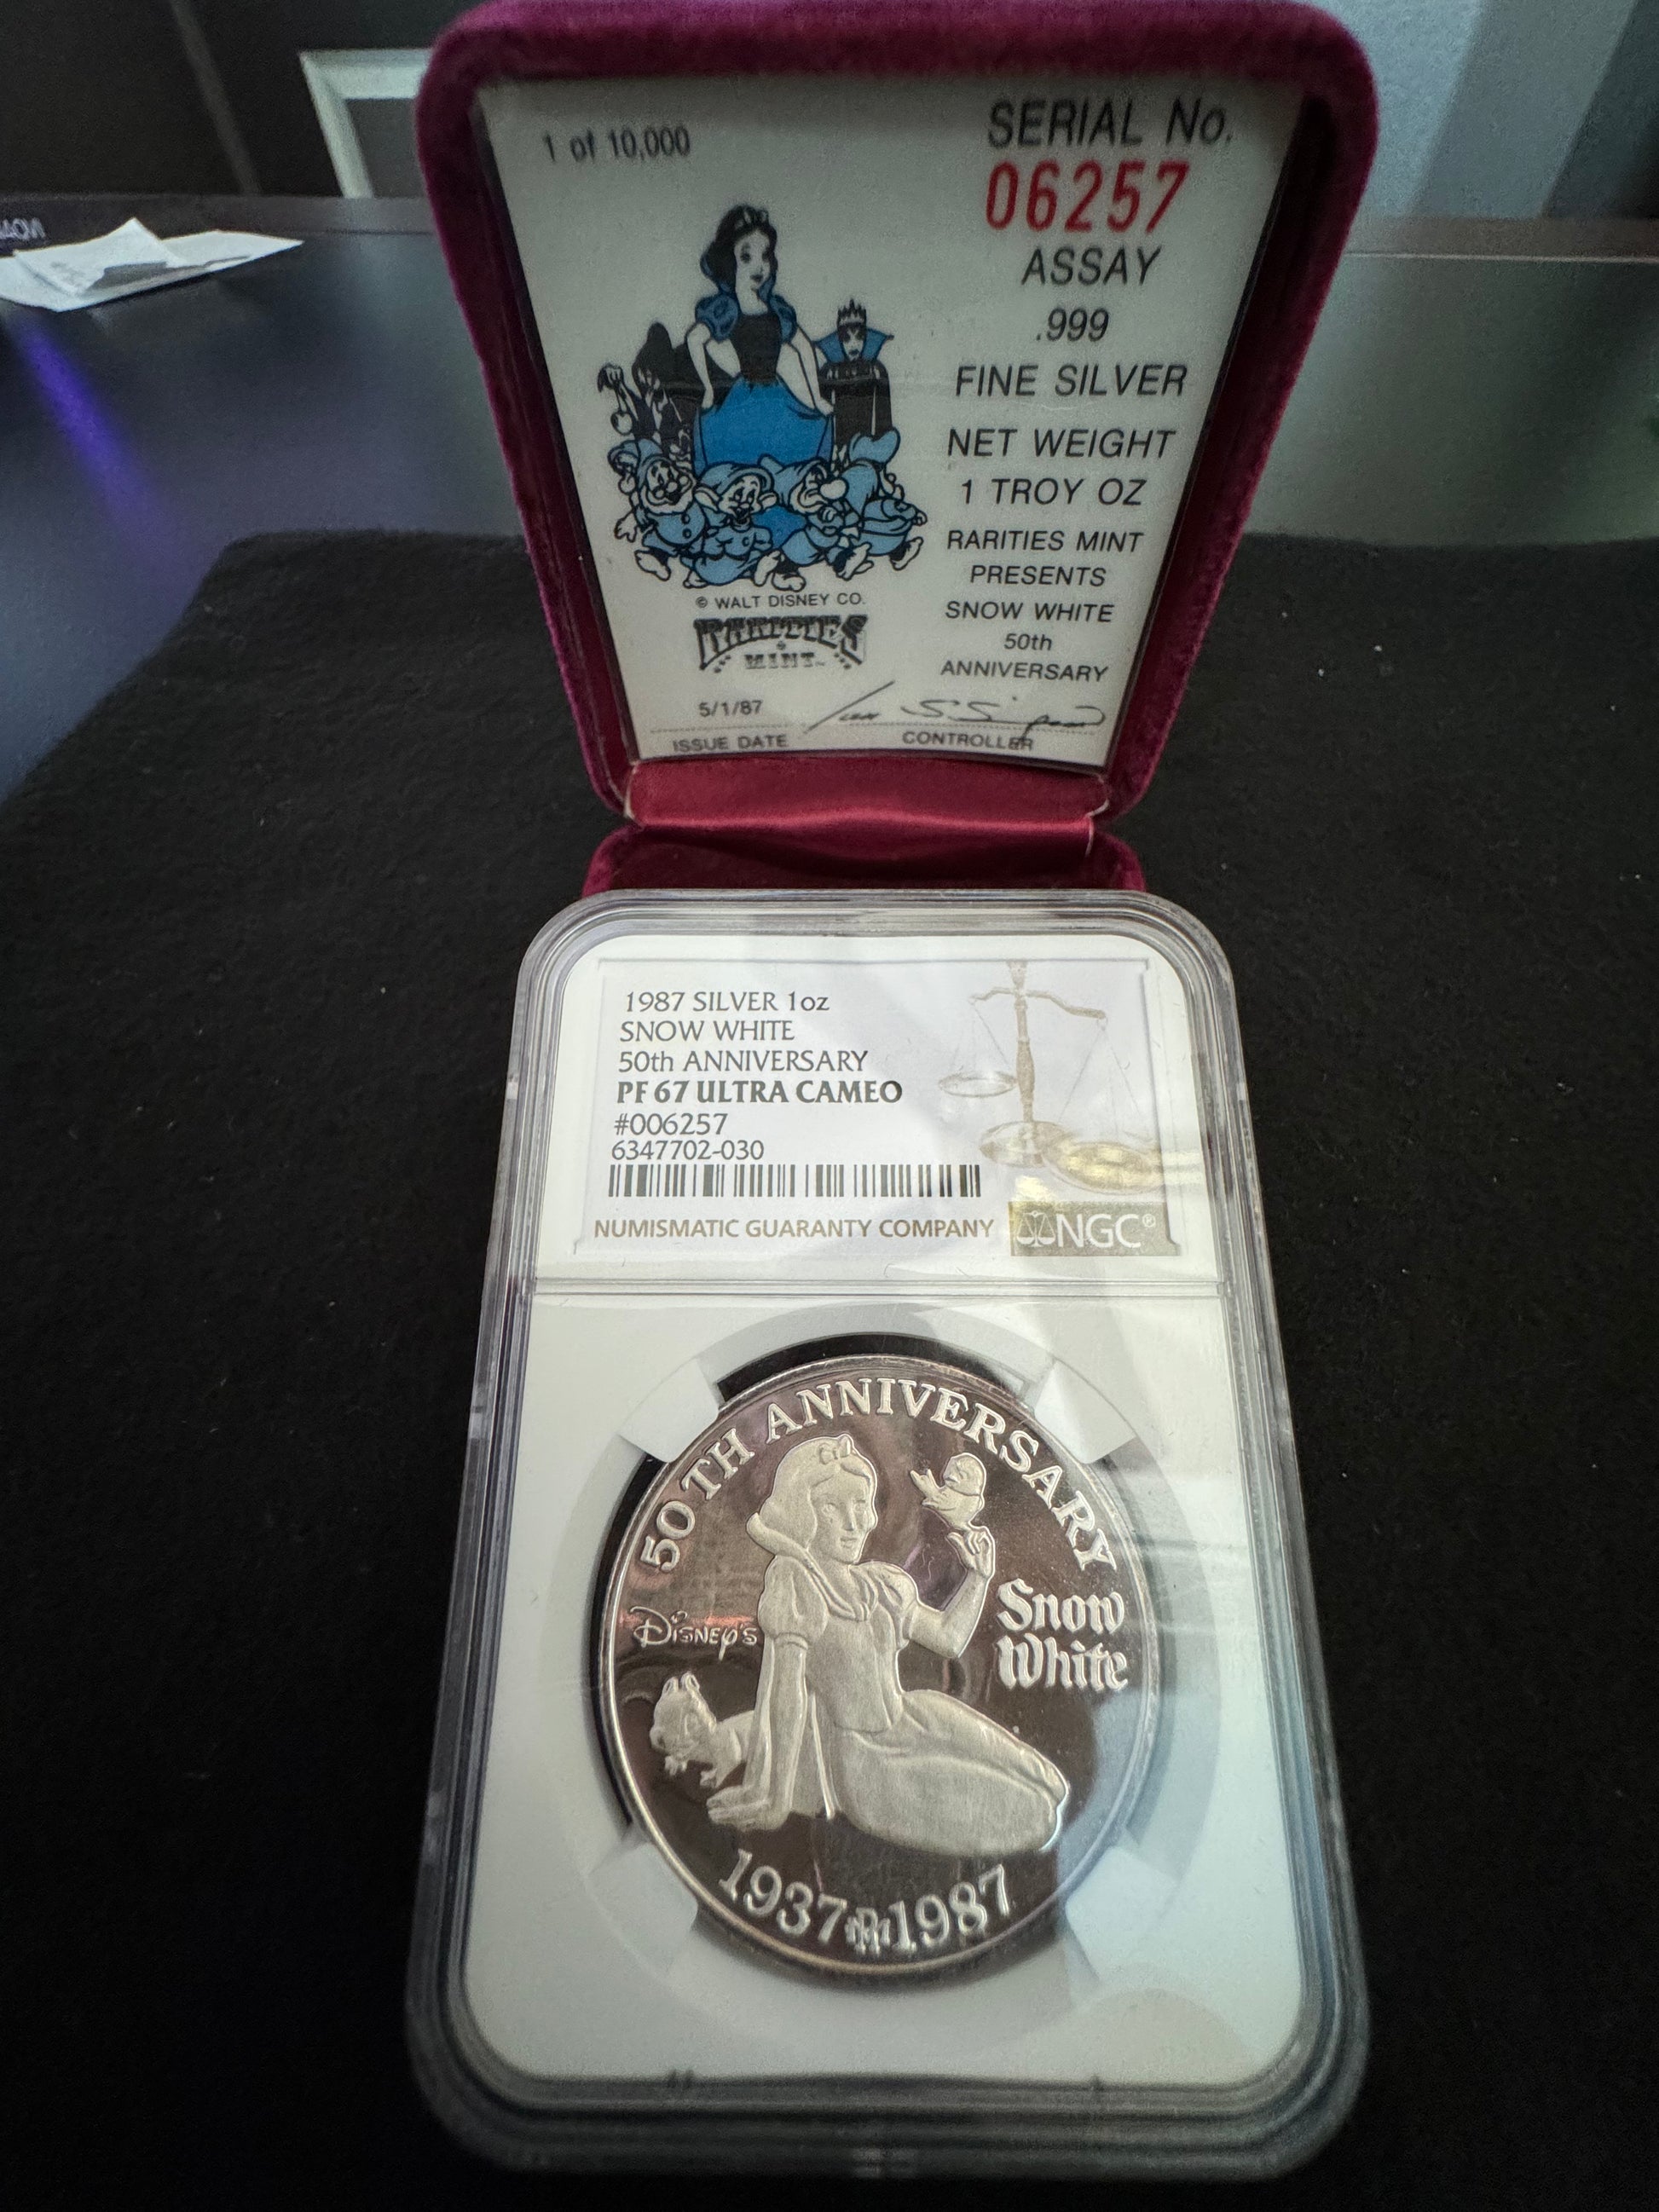 1 of 10,000
SERIAL No.
06257
ASSAY
.999
FINE SILVER
NET WEIGHT
1 TROY OZ
RARITIES MINT
PRESENTS
SNOW WHITE
50th
ANNIVERSARY
© WALT DISNEY CO.
RARITIES
MINT
5/1/87
ISSUE DATE
CONTROLLER
1987 SILVER 1oz
SNOW WHITE
50th ANNIVERSARY
PF 67 ULTRA CAMEO
#006257
6347702-030
NUMISMATIC GUARANTY COMPANY
NGC®
50TH ANNIVERSARY
DISNEY'S
Snow
White
1937 RM 1987